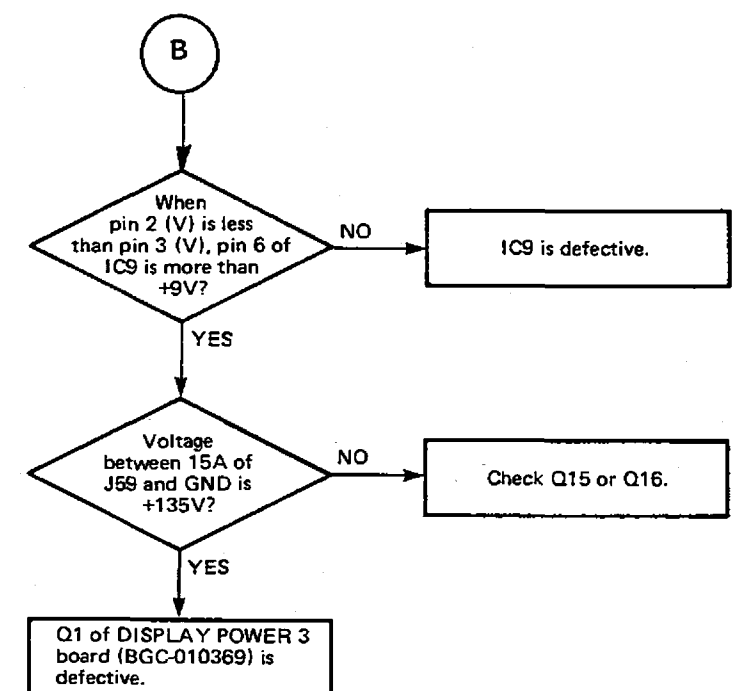 B
When
pin 2 (V) is less
than pin 3 (V), pin 6 of
IC9 is more than
+9V?
NO
IC9 is defective.
YES
Voltage
between 15A of
J59 and GND is
+135V?
NO
Check Q15 or Q16.
YES
Q1 of DISPLAY POWER 3
board (BGC-010369) is
defective.